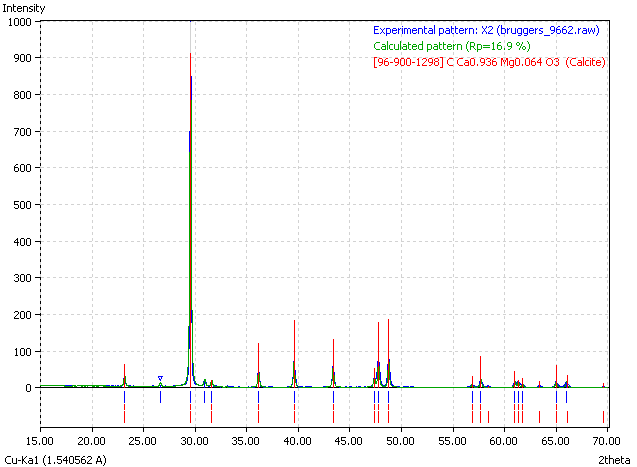 Intensity
Experimental pattern: X2 (bruggers_9662.raw)
Calculated pattern (Rp=16.9 %)
[96-900-1298] C Ca0.936 Mg0.064 O3 (Calcite)
1000
900
800
700
600
500
400
300
200
100
0
15.00 20.00 25.00 30.00 35.00 40.00 45.00 50.00 55.00 60.00 65.00 70.00
Cu-Ka1 (1.540562 A) 2theta